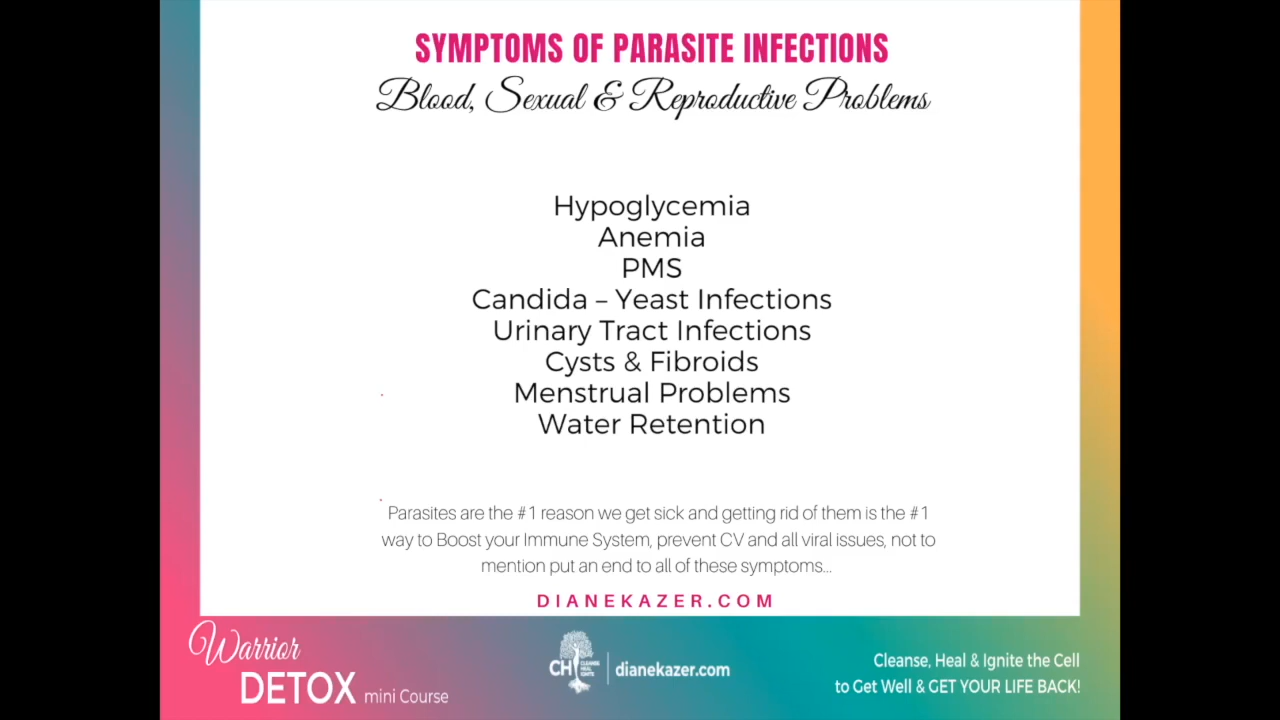 SYMPTOMS OF PARASITE INFECTIONS
Blood, Sexual & Reproductive Problems
Hypoglycemia
Anemia
PMS
Candida – Yeast Infections
Urinary Tract Infections
Cysts & Fibroids
Menstrual Problems
Water Retention
Parasites are the #1 reason we get sick and getting rid of them is the #1
way to Boost your Immune System, prevent CV and all viral issues, not to
mention put an end to all of these symptoms...
DIANEKAZER.COM
Warrior
DETOX mini Course
CHI CLEANSE HEAL IGNITE
dianekazer.com
Cleanse, Heal & Ignite the Cell
to Get Well & GET YOUR LIFE BACK!